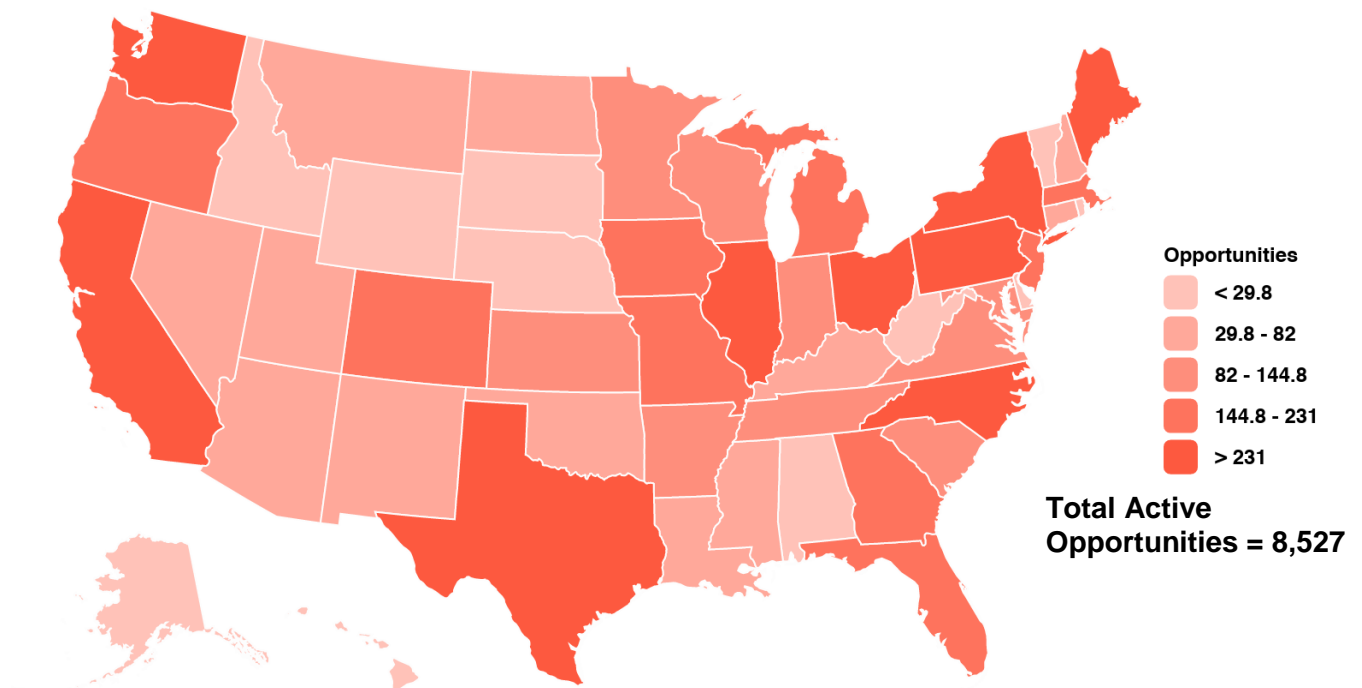 Opportunities
< 29.8
29.8 - 82
82 - 144.8
144.8 - 231
> 231
Total Active
Opportunities = 8,527